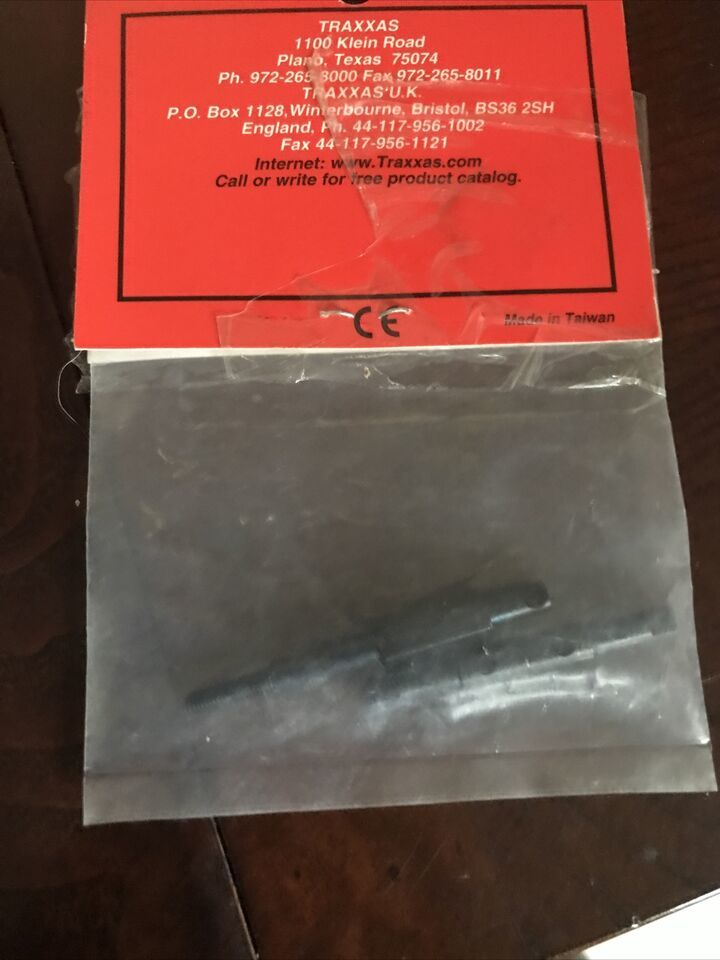 TRAXXAS
1100 Klein Road
Plano, Texas 75074
Ph. 972-265-8000 Fax 972-265-8011
TRAXXAS U.K.
P.O. Box 1128, Winterbourne, Bristol, BS36 2SH
England, Ph. 44-117-956-1002
Fax 44-117-956-1121
Internet: www.Traxxas.com
Call or write for free product catalog.
CE
Made in Taiwan